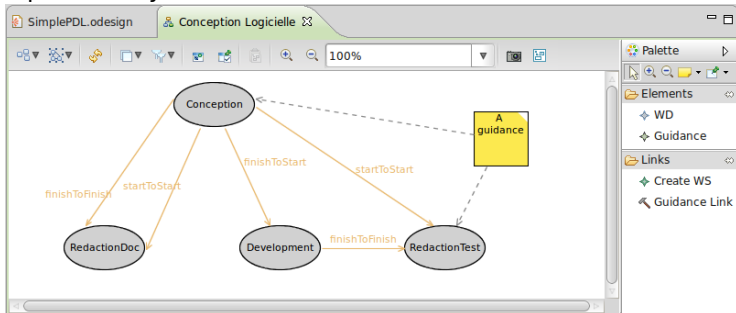 SimplePDL.odesign
Conception Logicielle
100%
Palette
Elements
WD
Guidance
Links
Create WS
Guidance Link
Conception
A
guidance
finishToStart
startToStart
startToStart
finishToFinish
finishToFinish
RedactionDoc
Development
RedactionTest